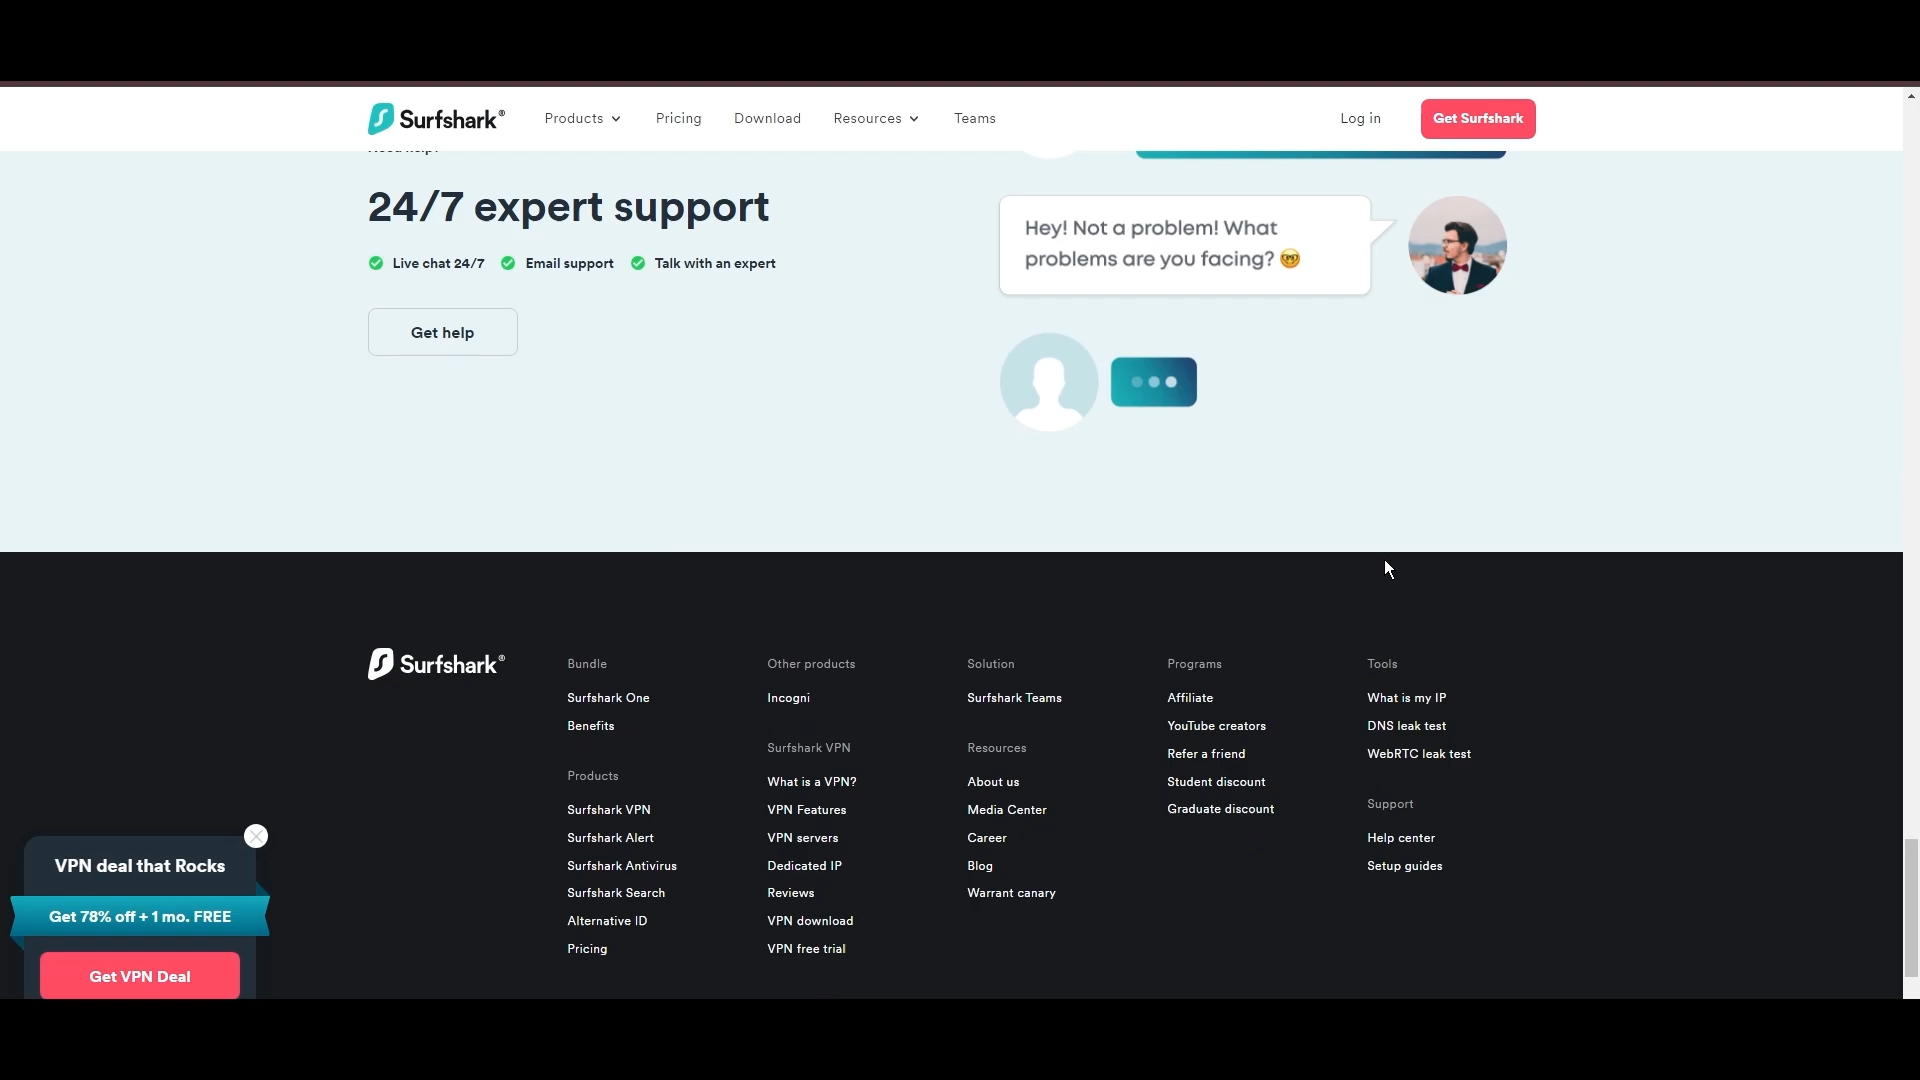 Surfshark®
Products
Pricing
Download
Resources
Teams
Log in
Get Surfshark
24/7 expert support
Live chat 24/7
Email support
Talk with an expert
Get help
Hey! Not a problem! What
problems are you facing? 🤓
Surfshark®
Bundle
Surfshark One
Benefits
Products
Surfshark VPN
Surfshark Alert
Surfshark Antivirus
Surfshark Search
Alternative ID
Pricing
Other products
Incogni
Surfshark VPN
What is a VPN?
VPN Features
VPN servers
Dedicated IP
Reviews
VPN download
VPN free trial
Solution
Surfshark Teams
Resources
About us
Media Center
Career
Blog
Warrant canary
Programs
Affiliate
YouTube creators
Refer a friend
Student discount
Graduate discount
Tools
What is my IP
DNS leak test
WebRTC leak test
Support
Help center
Setup guides
VPN deal that Rocks
Get 78% off + 1 mo. FREE
Get VPN Deal